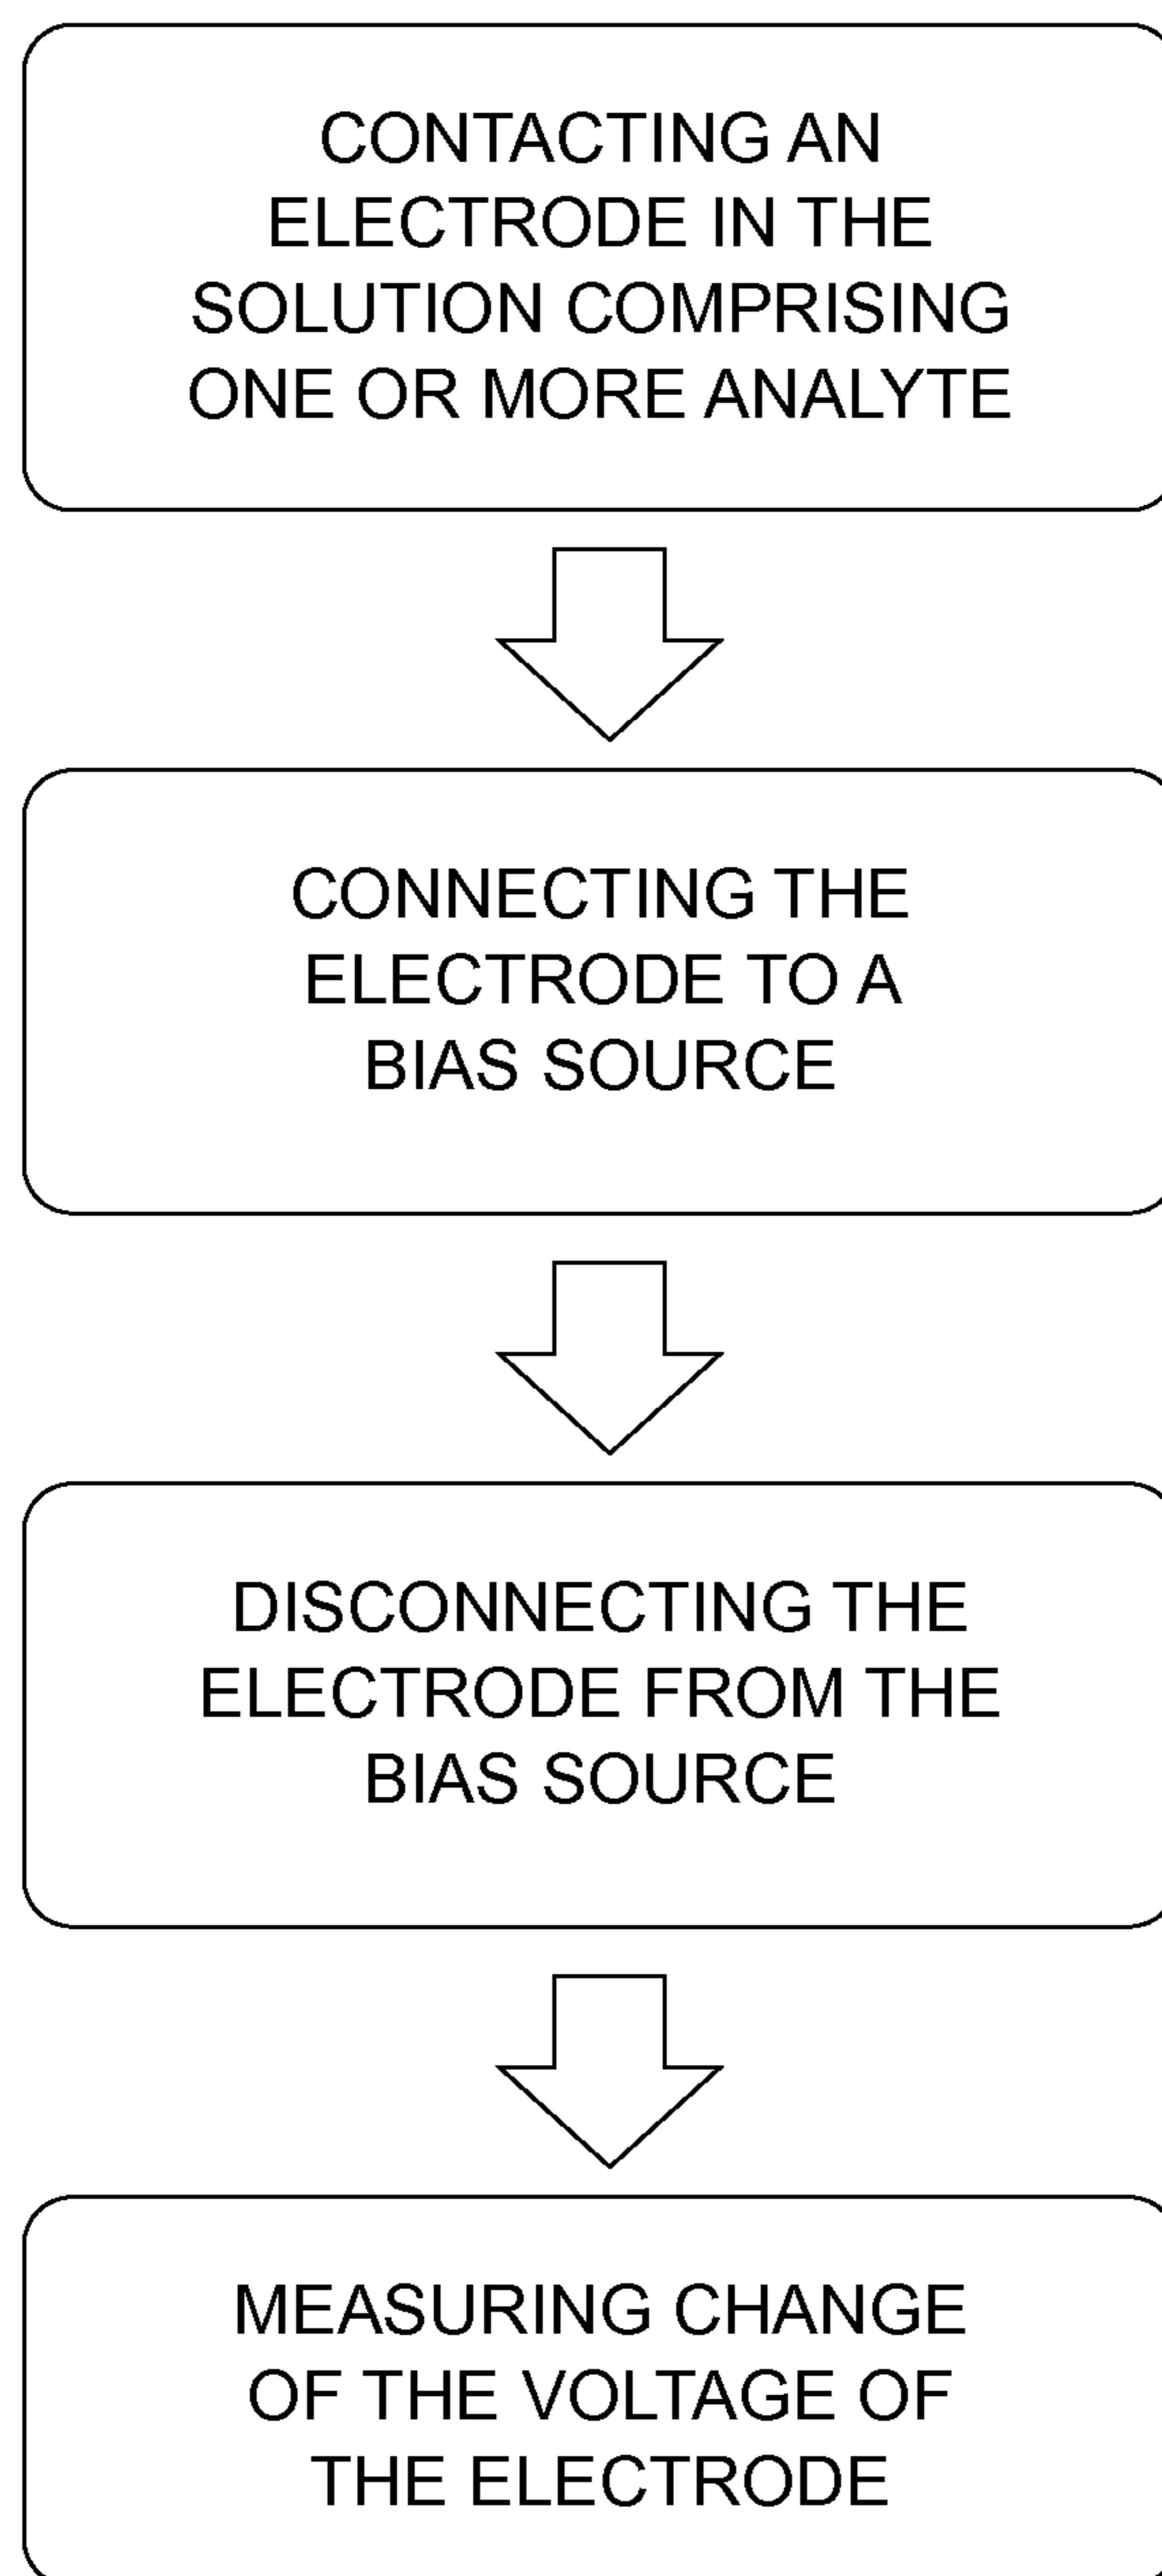 CONTACTING AN
ELECTRODE IN THE
SOLUTION COMPRISING
ONE OR MORE ANALYTE
CONNECTING THE
ELECTRODE TO A
BIAS SOURCE
DISCONNECTING THE
ELECTRODE FROM THE
BIAS SOURCE
MEASURING CHANGE
OF THE VOLTAGE OF
THE ELECTRODE